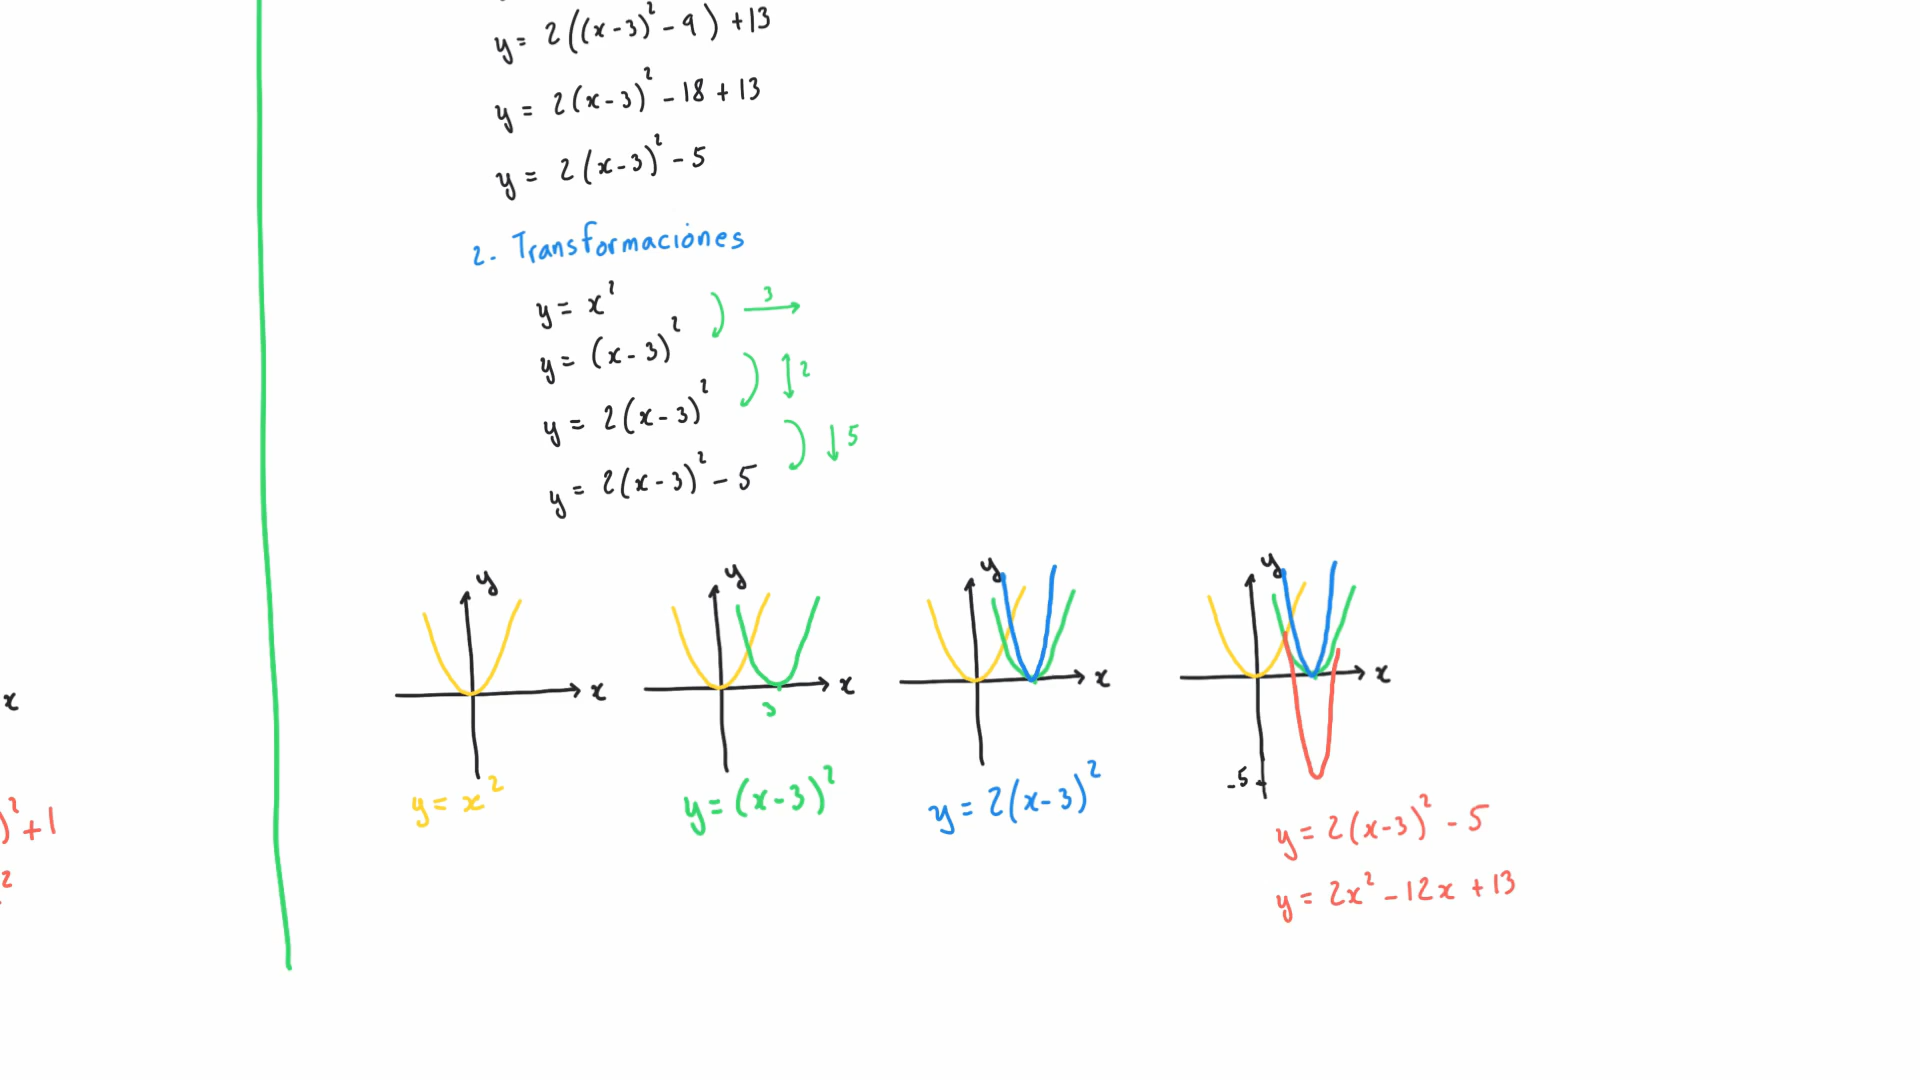 y = 2((x-3)² - 9) + 13
y = 2(x-3)² - 18 + 13
y = 2(x-3)² - 5
2. Transformaciones
y = x²
3
y = (x-3)²
2
y = 2(x-3)²
5
y = 2(x-3)² - 5
y
x
y = x²
y
x
3
y = (x-3)²
y
x
y = 2(x-3)²
y
x
-5
y = 2(x-3)² - 5
y = 2x² - 12x + 13
x
)² + 1
2